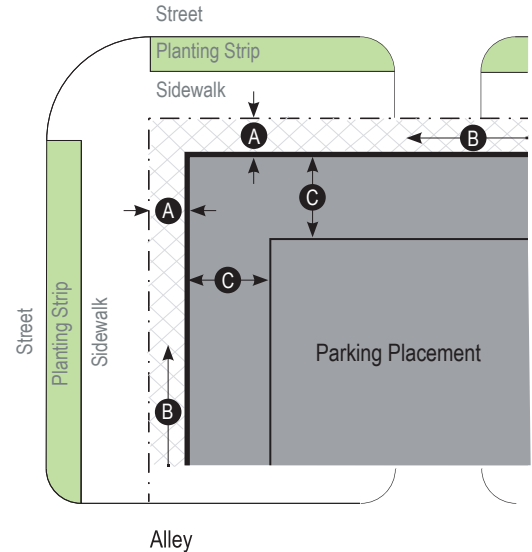 Street
Planting Strip
Sidewalk
A
B
A
C
C
Street
Planting Strip
Sidewalk
Parking Placement
B
Alley